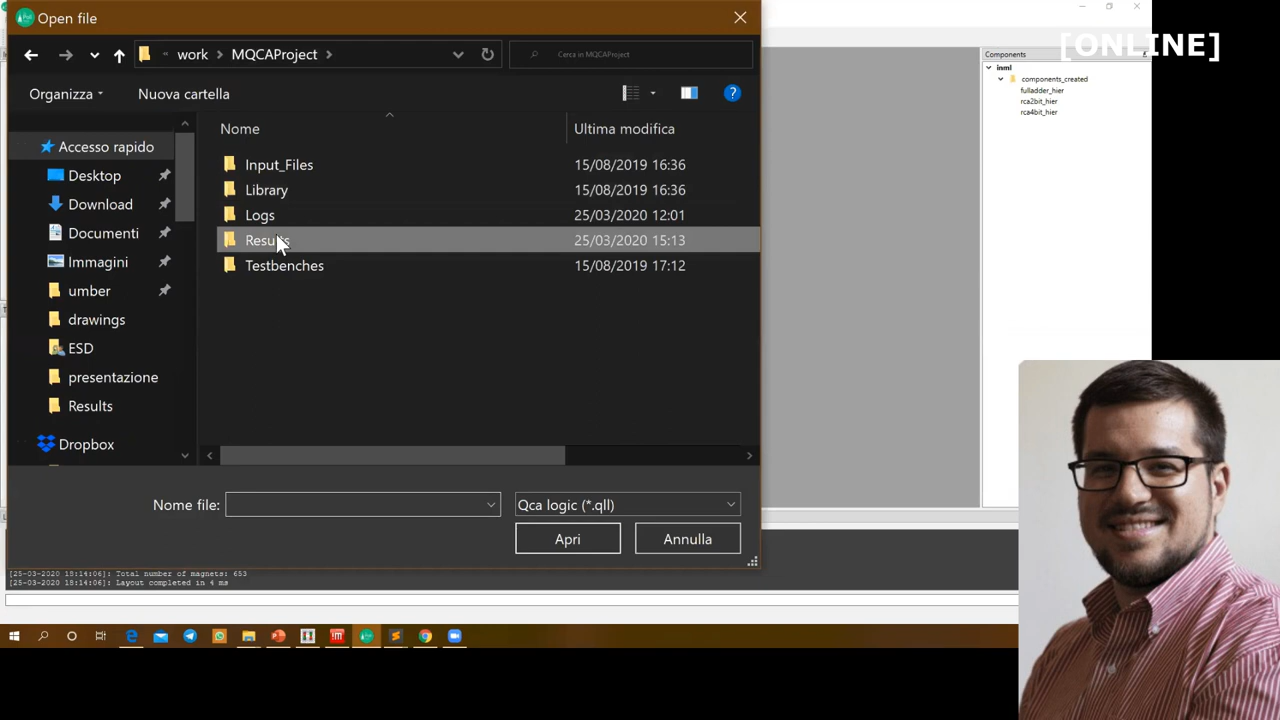 Open file
[ONLINE]
« work > MQCAProject >
Cerca in MQCAProject
Organizza
Nuova cartella
?
Nome
Ultima modifica
Accesso rapido
Desktop
Download
Documenti
Immagini
umber
drawings
ESD
presentazione
Results
Dropbox
Input_Files 15/08/2019 16:36
Library 15/08/2019 16:36
Logs 25/03/2020 12:01
Results 25/03/2020 15:13
Testbenches 15/08/2019 17:12
Nome file:
Qca logic (*.qll)
Apri
Annulla
Components
inml
components_created
fulladder_hier
rca2bit_hier
rca4bit_hier
[25-03-2020 18:14:06]: Total number of magnets: 653
[25-03-2020 18:14:06]: Layout completed in 4 ms